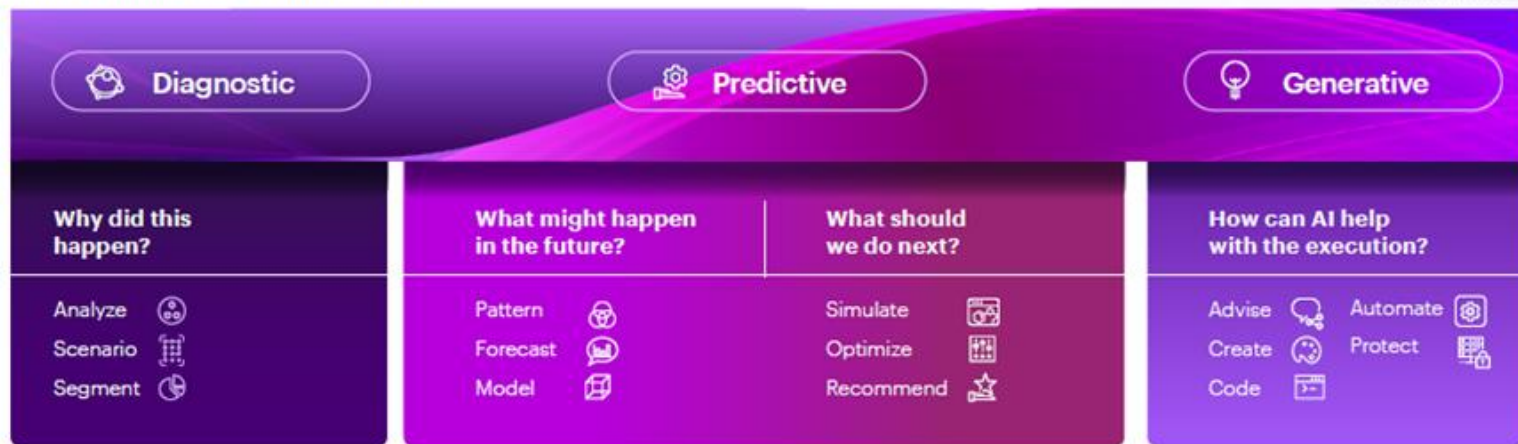 Diagnostic
Predictive
Generative
Why did this
happen?
Analyze
Scenario
Segment
What might happen
in the future?
Pattern
Forecast
Model
What should
we do next?
Simulate
Optimize
Recommend
How can AI help
with the execution?
Advise
Create
Code
Automate
Protect